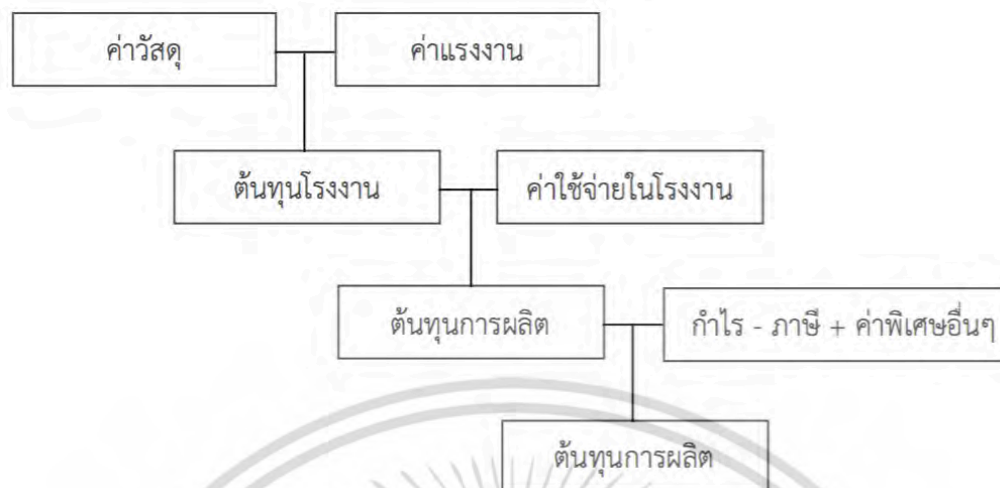 ค่าวัสดุ
ค่าแรงงาน
ต้นทุนโรงงาน
ค่าใช้จ่ายในโรงงาน
ต้นทุนการผลิต
กำไร - ภาษี + ค่าพิเศษอื่นๆ
ต้นทุนการผลิต